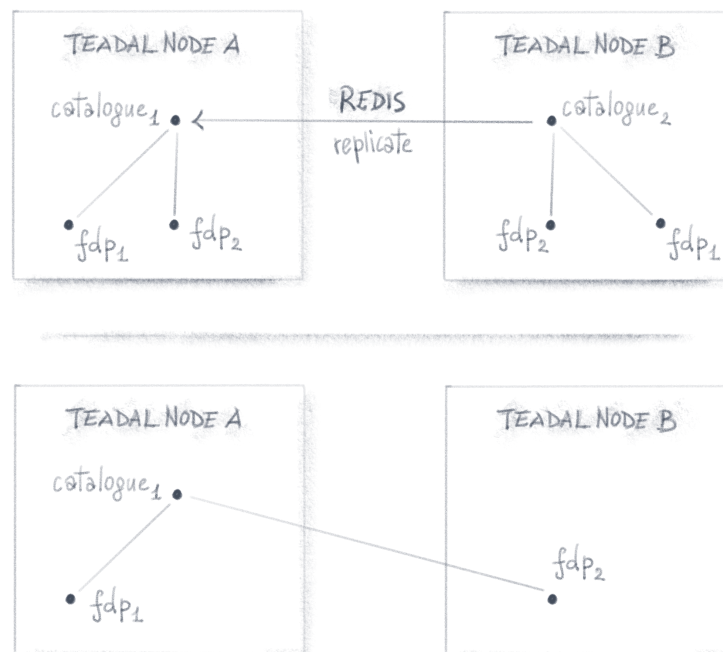 TEADAL NODE A
TEADAL NODE B
catalogue₁
REDIS
catalogue₂
replicate
fdp₁
fdp₂
fdp₂
fdp₁
TEADAL NODE A
TEADAL NODE B
catalogue₁
fdp₂
fdp₁